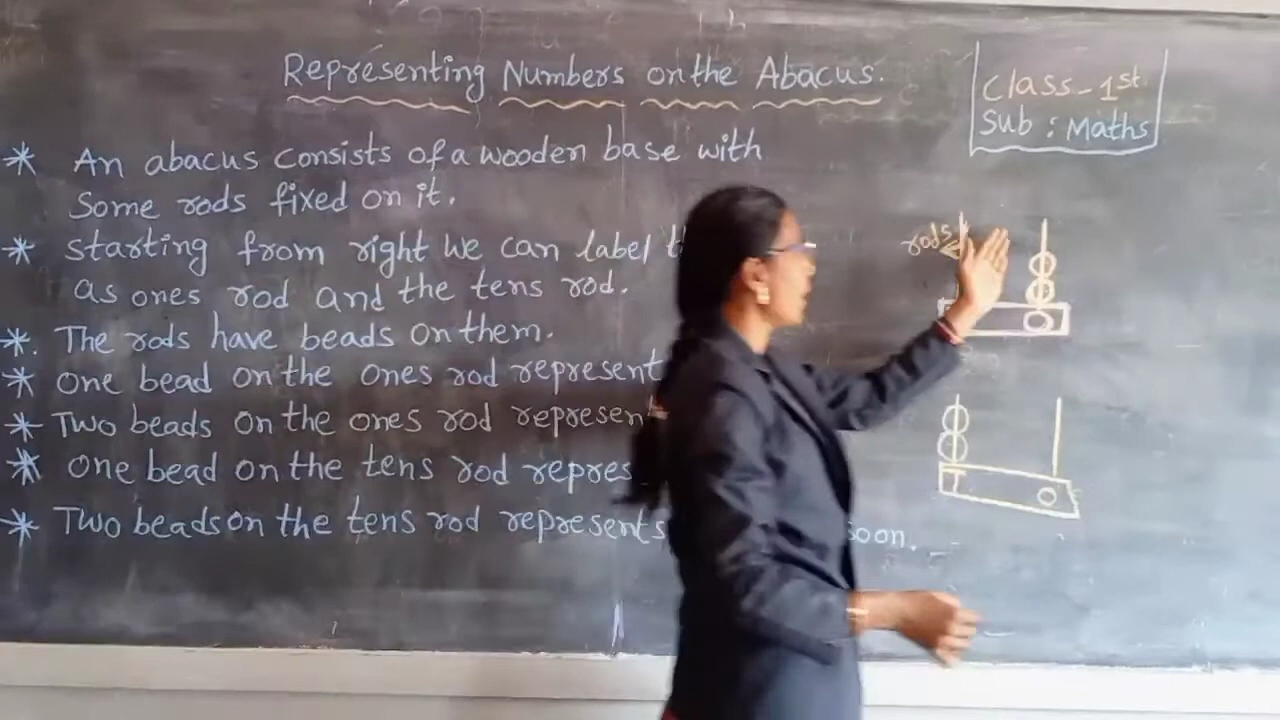 Representing Numbers on the Abacus.
Class - 1st
Sub : Maths
* An abacus consists of a wooden base with
Some rods fixed on it.
* starting from right we can label
as ones rod and the tens rod.
*. The rods have beads on them.
* One bead on the ones rod represent
* Two beads on the ones rod represen
* One bead on the tens rod repres
* Two beads on the tens rod represents soon.
rods
O
T O